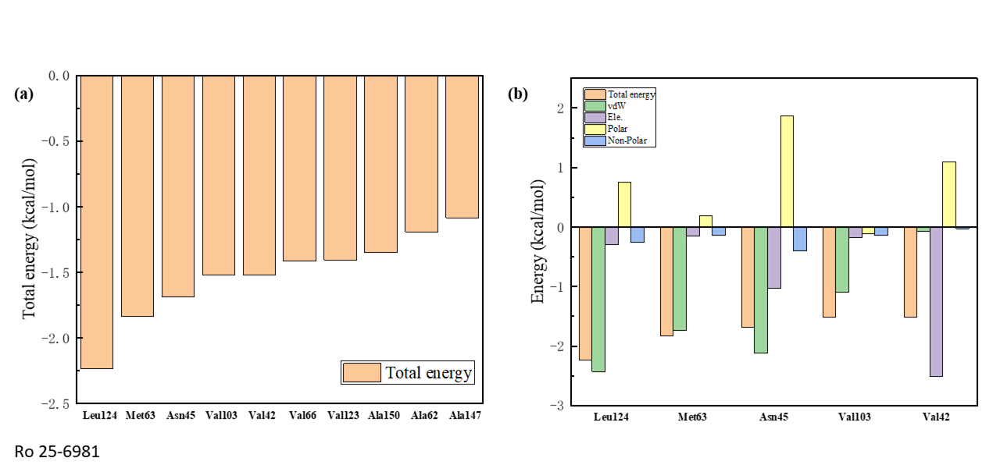 (a)
Total energy (kcal/mol)
0.0
−0.5
−1.0
−1.5
−2.0
−2.5
Total energy
Leu124 Met63 Asn45 Val103 Val42 Val66 Val123 Ala150 Ala62 Ala147
(b)
Energy (kcal/mol)
2
1
0
−1
−2
−3
Total energy
vdW
Ele.
Polar
Non-Polar
Leu124 Met63 Asn45 Val103 Val42
Ro 25-6981